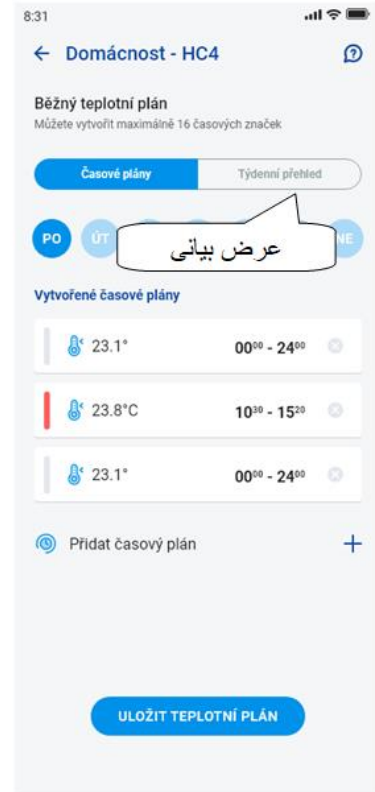 8:31
Domácnost - HC4
Běžný teplotní plán
Můžete vytvořit maximálně 16 časových značek
Časové plány
Týdenní přehled
PO ÚT NE
عرض بيانى
Vytvořené časové plány
23.1° 00⁰⁰ - 24⁰⁰
23.8°C 10³⁰ - 15²⁰
23.1° 00⁰⁰ - 24⁰⁰
Přidat časový plán
ULOŽIT TEPLOTNÍ PLÁN